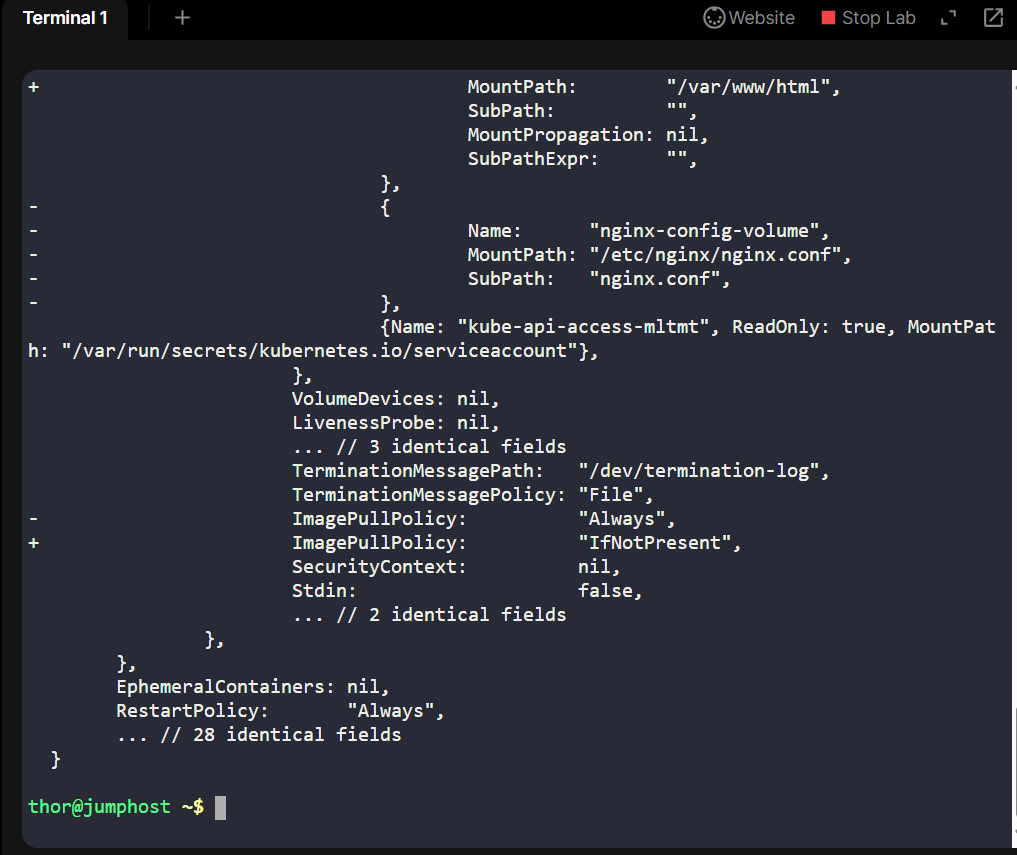 Terminal 1
+
Website
Stop Lab
+ MountPath: "/var/www/html",
SubPath: "",
MountPropagation: nil,
SubPathExpr: "",
},
- {
- Name: "nginx-config-volume",
- MountPath: "/etc/nginx/nginx.conf",
- SubPath: "nginx.conf",
- },
{Name: "kube-api-access-mltmt", ReadOnly: true, MountPat
h: "/var/run/secrets/kubernetes.io/serviceaccount"},
},
VolumeDevices: nil,
LivenessProbe: nil,
... // 3 identical fields
TerminationMessagePath: "/dev/termination-log",
TerminationMessagePolicy: "File",
- ImagePullPolicy: "Always",
+ ImagePullPolicy: "IfNotPresent",
SecurityContext: nil,
Stdin: false,
... // 2 identical fields
},
},
EphemeralContainers: nil,
RestartPolicy: "Always",
... // 28 identical fields
}
thor@jumphost ~$